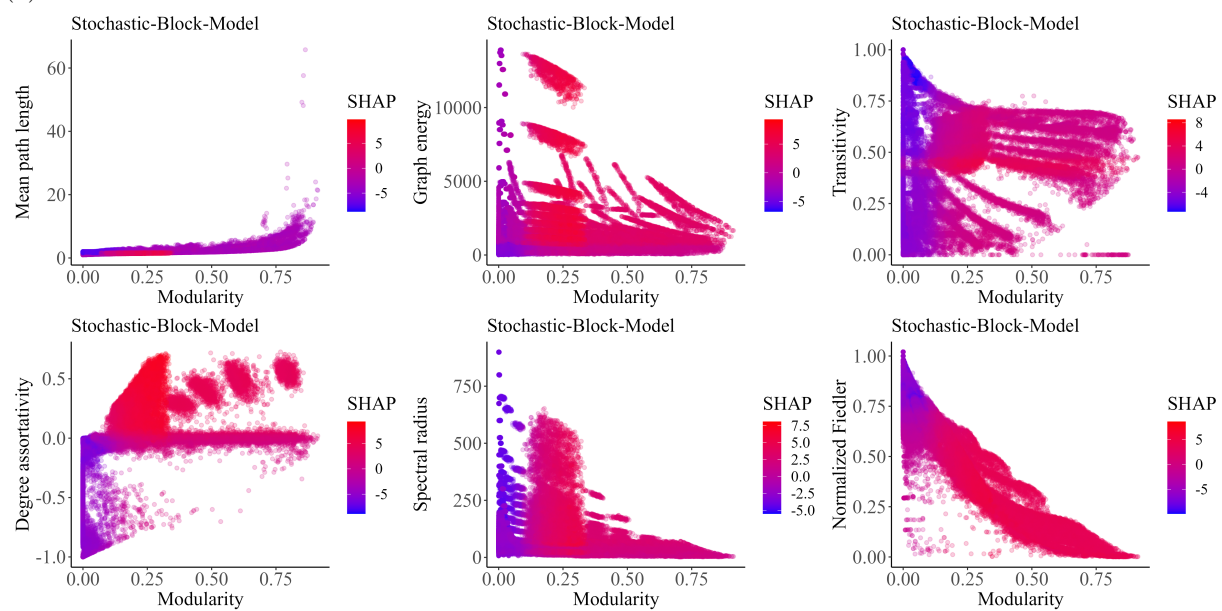 Stochastic-Block-Model
Mean path length
60
40
20
0
0.00 0.25 0.50 0.75
Modularity
SHAP
5
0
-5
Stochastic-Block-Model
Graph energy
10000
5000
0
0.00 0.25 0.50 0.75
Modularity
SHAP
5
0
-5
Stochastic-Block-Model
Transitivity
1.00
0.75
0.50
0.25
0.00
0.00 0.25 0.50 0.75
Modularity
SHAP
8
4
0
-4
Stochastic-Block-Model
Degree assortativity
0.5
0.0
-0.5
-1.0
0.00 0.25 0.50 0.75
Modularity
SHAP
5
0
-5
Stochastic-Block-Model
Spectral radius
750
500
250
0
0.00 0.25 0.50 0.75
Modularity
SHAP
7.5
5.0
2.5
0.0
-2.5
-5.0
Stochastic-Block-Model
Normalized Fiedler
1.00
0.75
0.50
0.25
0.00
0.00 0.25 0.50 0.75
Modularity
SHAP
5
0
-5